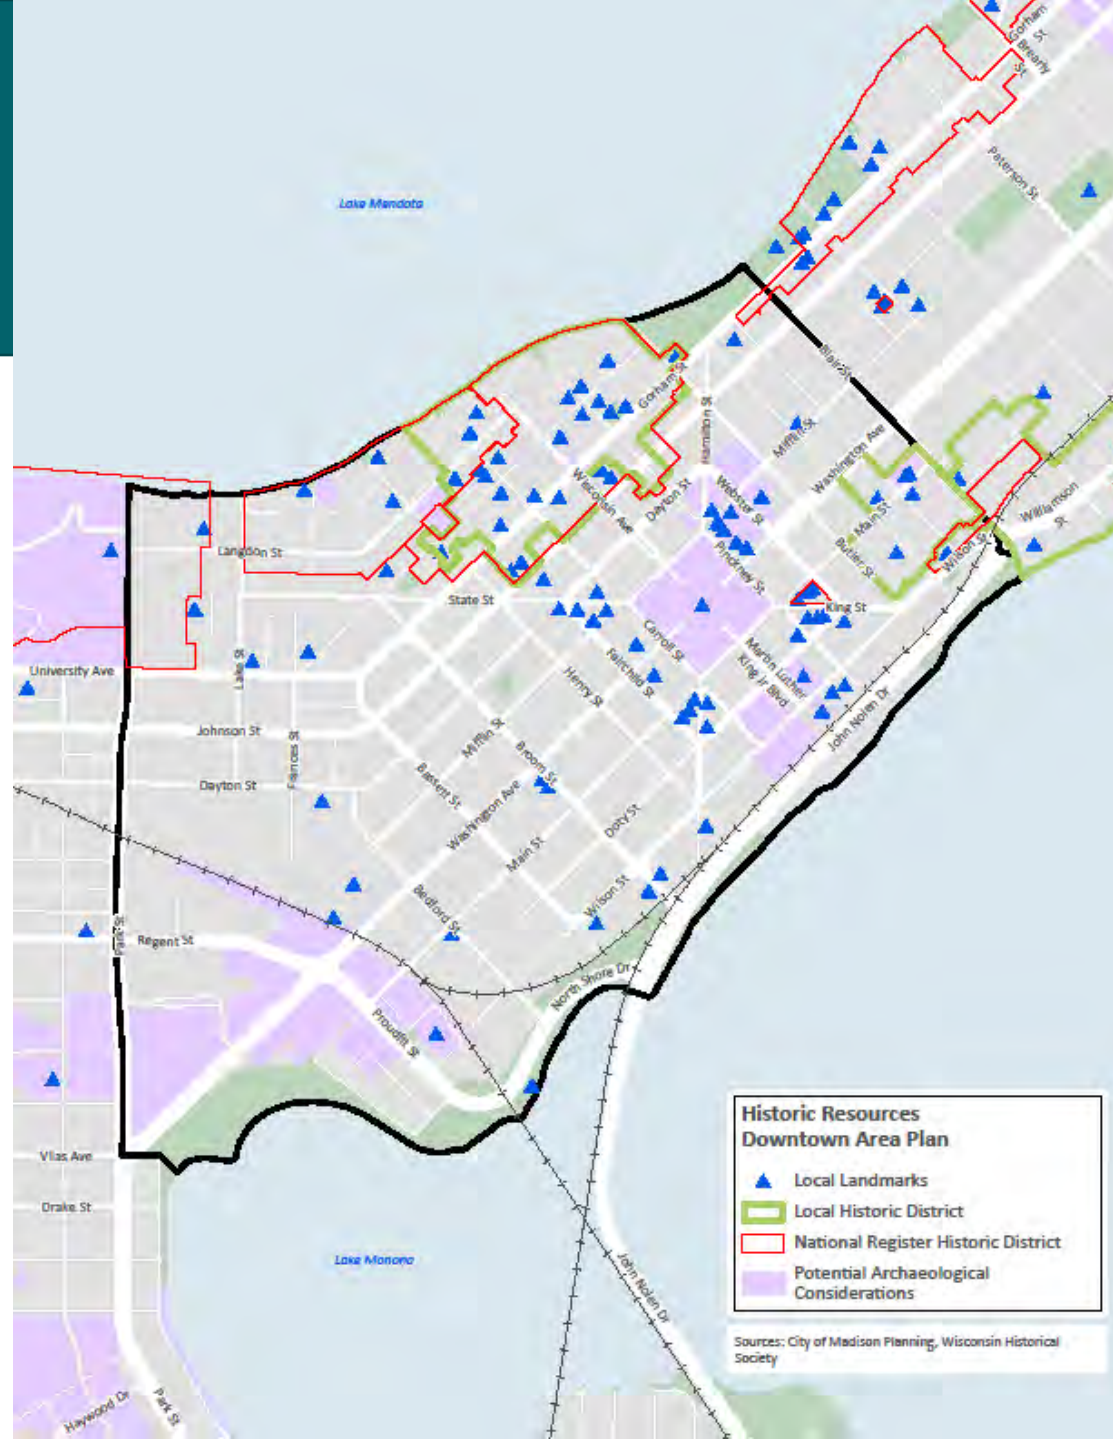 Gorham
St
Brearly
St
Paterson St
Lake Mendota
Blair St
Gorham St
Hamilton St
Mifflin St
Washington Ave
Wisconsin Ave
Dayton St
Webster St
Main St
Williamson
St
Butler St
Wilson St
Langdon St
Pinckney St
State St
King St
Carroll St
University Ave
Lake St
Fairchild St
Martin Luther
King Jr Blvd
Henry St
John Nolen Dr
Johnson St
Frances St
Mifflin St
Broom St
Dayton St
Bassett St
Washington Ave
Doty St
Main St
Bedford St
Wilson St
Park St
Regent St
North Shore Dr
Proudfit St
Vilas Ave
Drake St
Lake Monona
John Nolen Dr
Haywood Dr
Park St
Historic Resources
Downtown Area Plan
Local Landmarks
Local Historic District
National Register Historic District
Potential Archaeological
Considerations
Sources: City of Madison Planning, Wisconsin Historical
Society